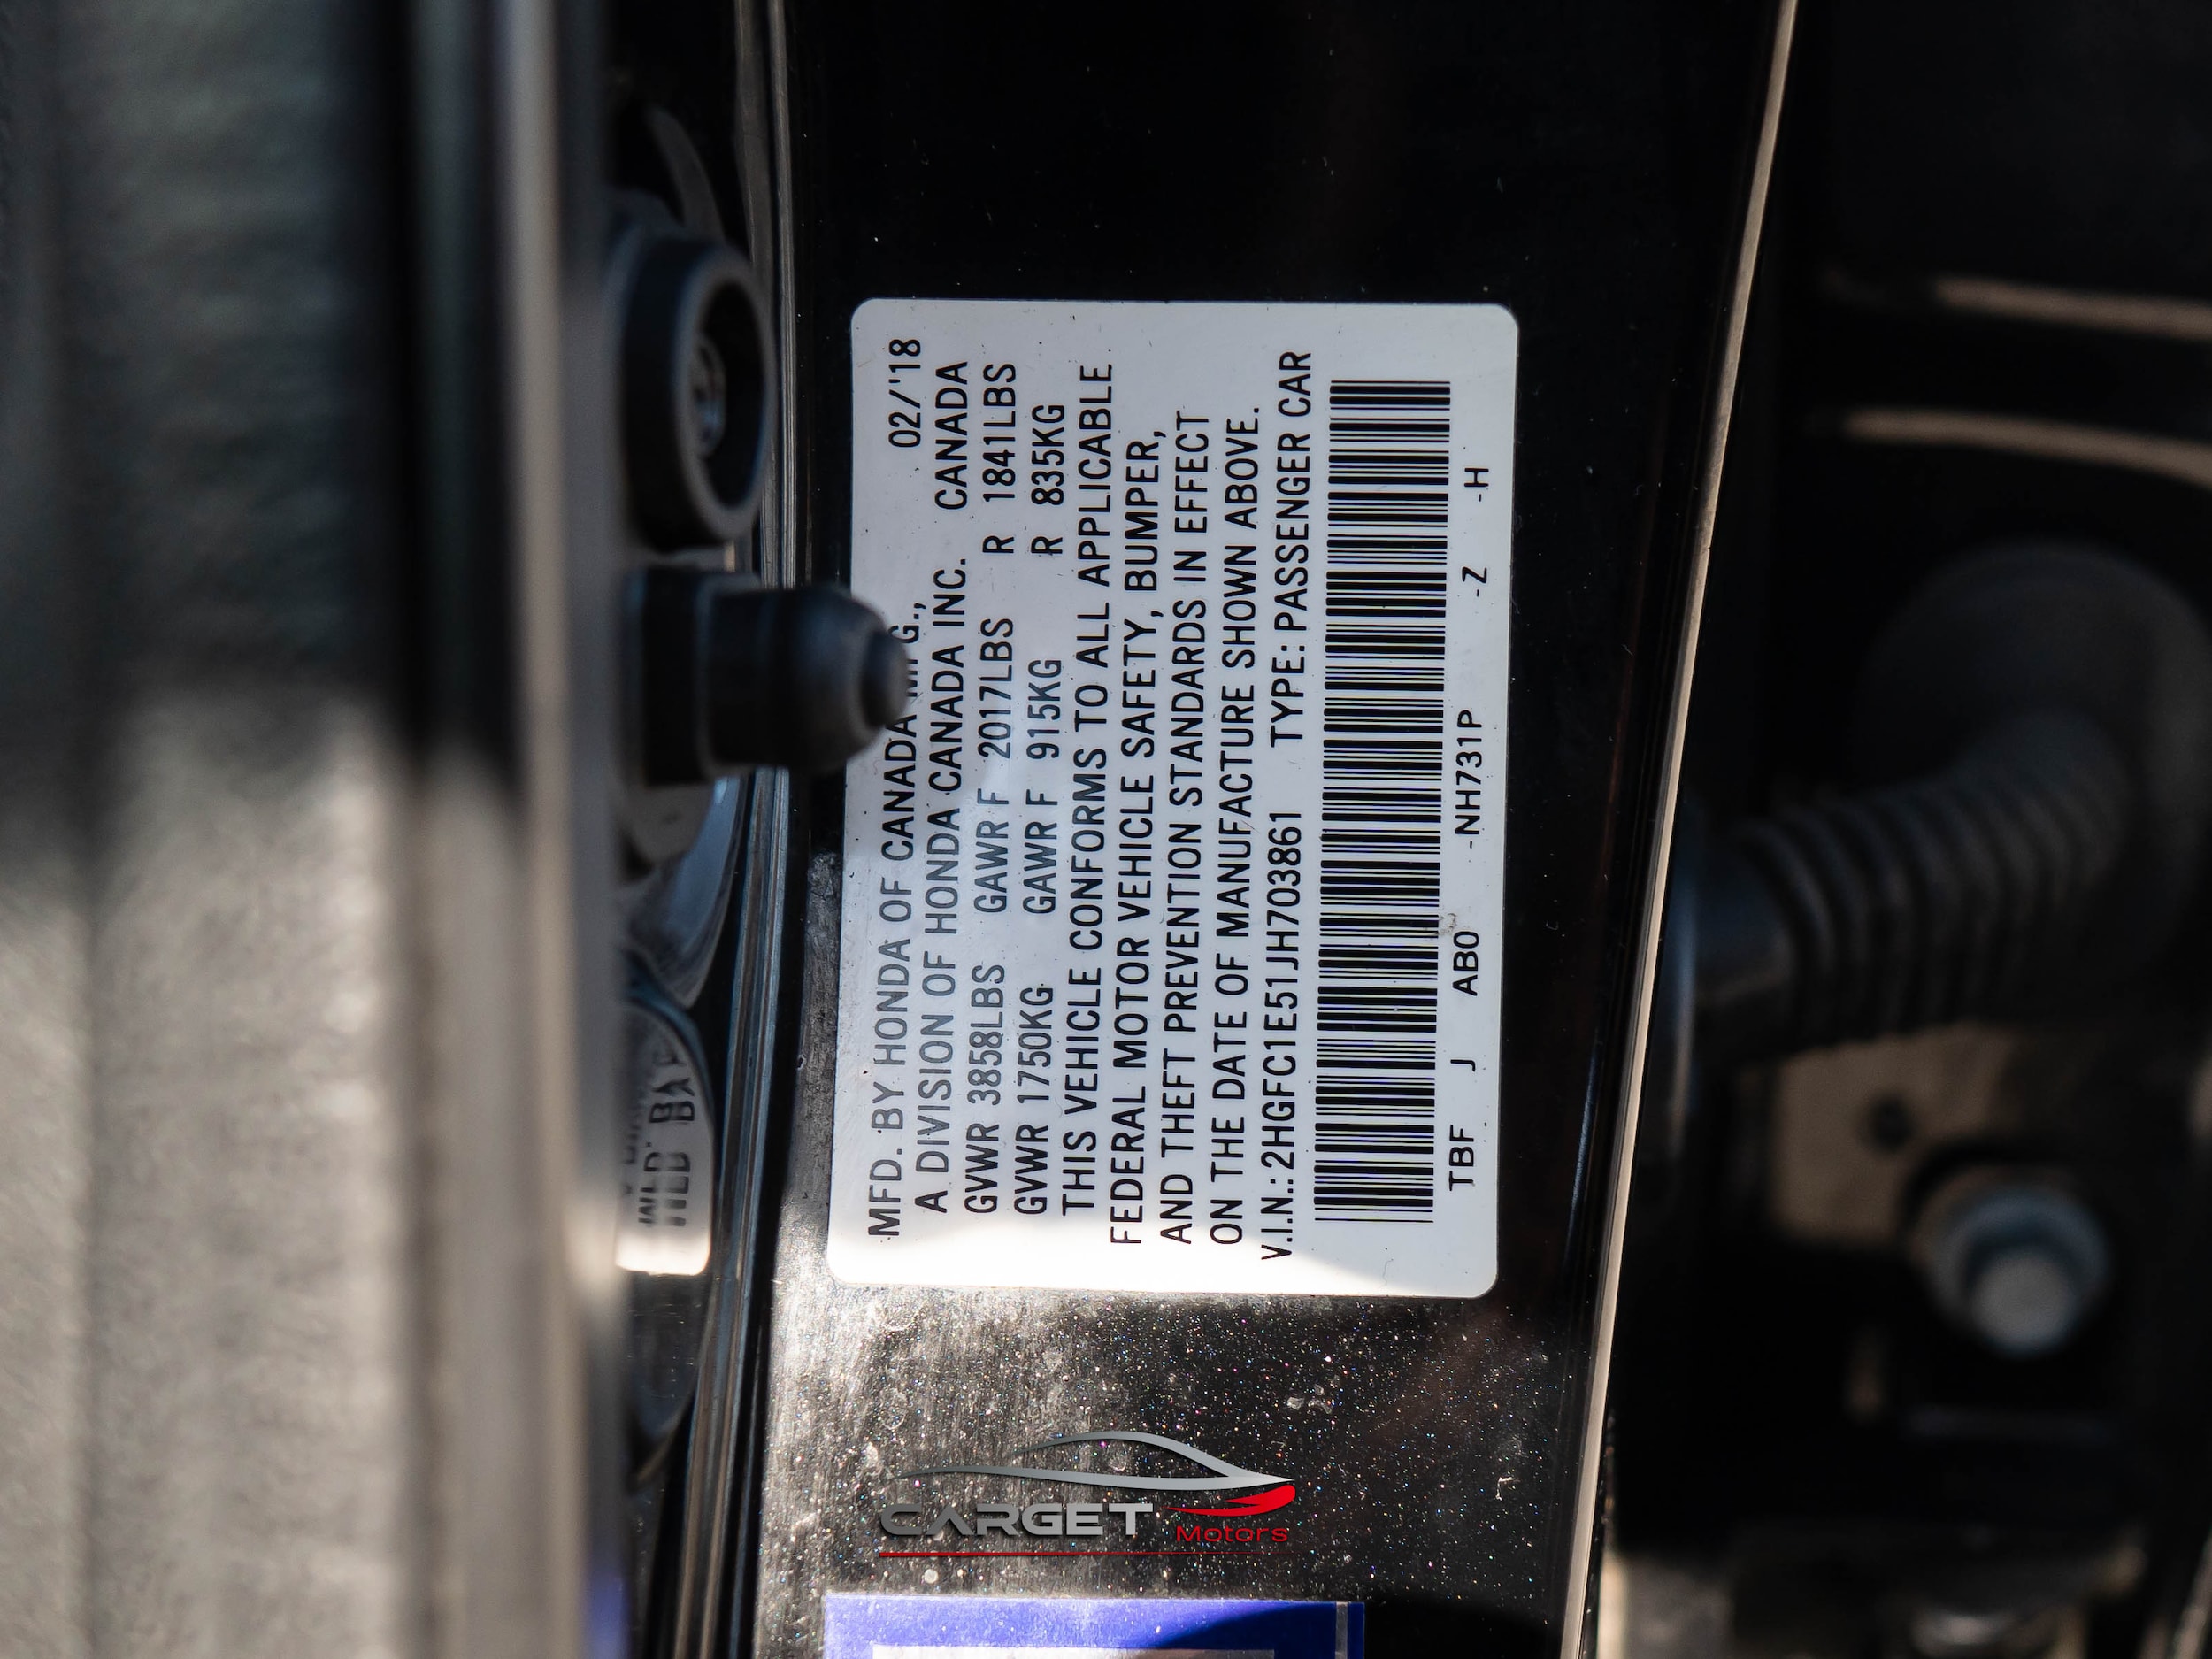 MFD. BY HONDA OF CANADA MFG., 02/'18
A DIVISION OF HONDA CANADA INC. CANADA
GVWR 3858LBS GAWR F 2017LBS R 1841LBS
GVWR 1750KG GAWR F 915KG R 835KG
THIS VEHICLE CONFORMS TO ALL APPLICABLE
FEDERAL MOTOR VEHICLE SAFETY, BUMPER,
AND THEFT PREVENTION STANDARDS IN EFFECT
ON THE DATE OF MANUFACTURE SHOWN ABOVE.
V.I.N.: 2HGFC1E51JH703861 TYPE: PASSENGER CAR
TBF J AB0 -NH731P -Z -H
CARGET
Motors